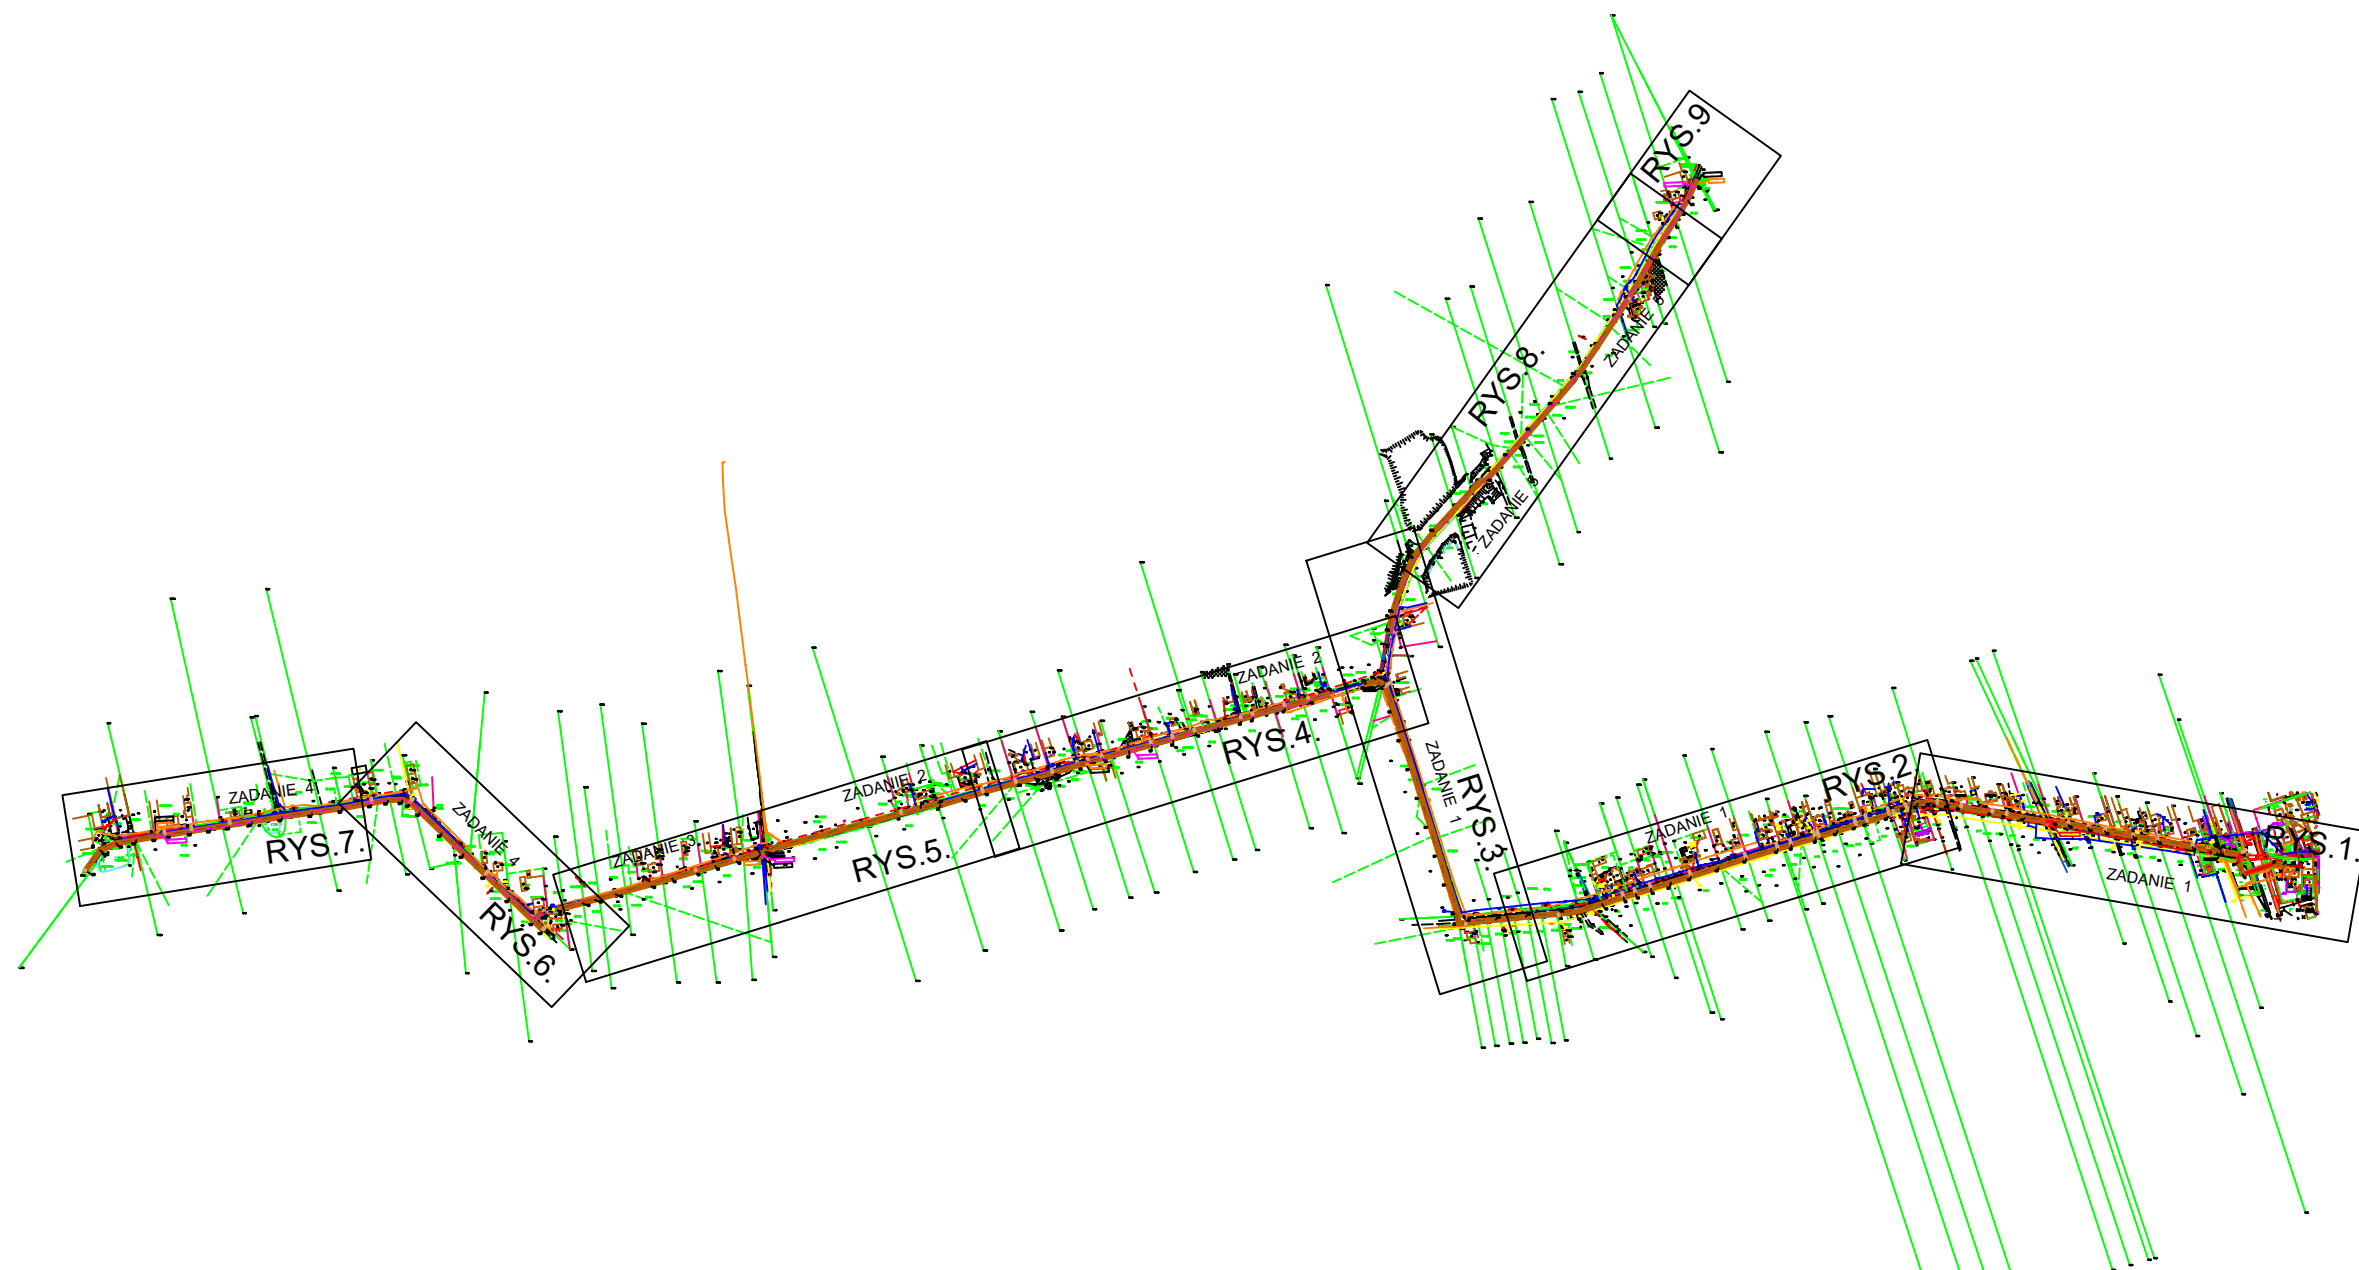 RYS.9
ZADANIE 5
RYS.8.
ZADANIE 5
ZADANIE 2
RYS.4.
ZADANIE 1
RYS.3.
RYS.2.
ZADANIE 1
RYS.1.
ZADANIE 1
ZADANIE 2
RYS.5.
ZADANIE 3
ZADANIE 4
RYS.7.
ZADANIE 4
RYS.6.